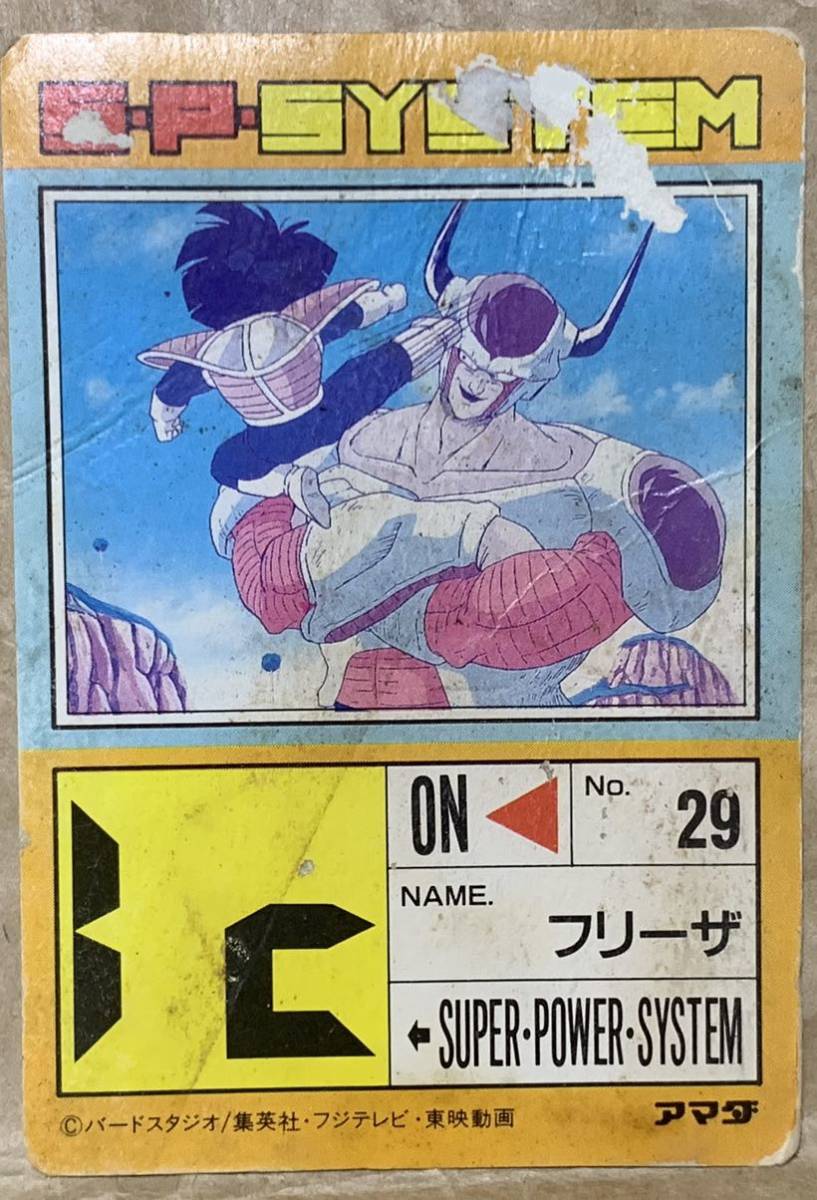 S・P・SYSTEM
ON
No. 29
NAME.
フリーザ
SUPER・POWER・SYSTEM
©バードスタジオ/集英社・フジテレビ・東映動画
アマダ